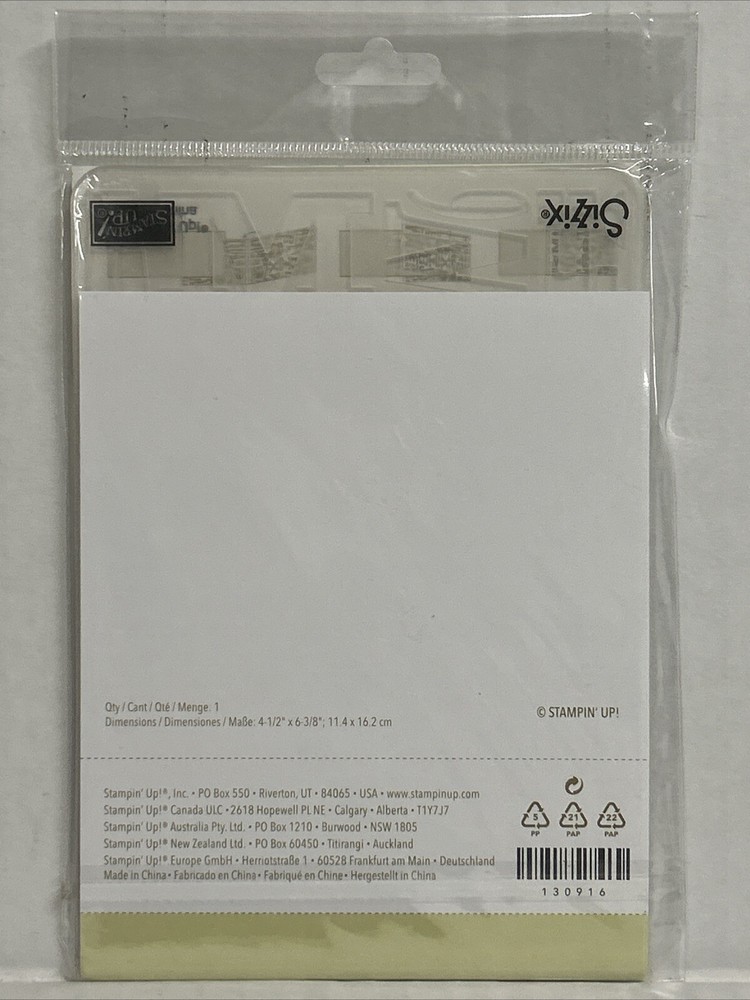 STAMPIN' UP!®
Sizzix®
Qty / Cant / Qté / Menge: 1
Dimensions / Dimensiones / Maße: 4-1/2" x 6-3/8"; 11.4 x 16.2 cm
© STAMPIN' UP!
Stampin' Up!®, Inc. • PO Box 550 • Riverton, UT • 84065 • USA • www.stampinup.com
Stampin' Up!® Canada ULC • 2618 Hopewell PL NE • Calgary • Alberta • T1Y7J7
Stampin' Up!® Australia Pty. Ltd. • PO Box 1210 • Burwood • NSW 1805
Stampin' Up!® New Zealand Ltd. • PO Box 60450 • Titirangi • Auckland
Stampin' Up!® Europe GmbH • Herriotstraße 1 • 60528 Frankfurt am Main • Deutschland
Made in China • Fabricado en China • Fabriqué en Chine • Hergestellt in China
5 21 22
PP PAP PAP
130916